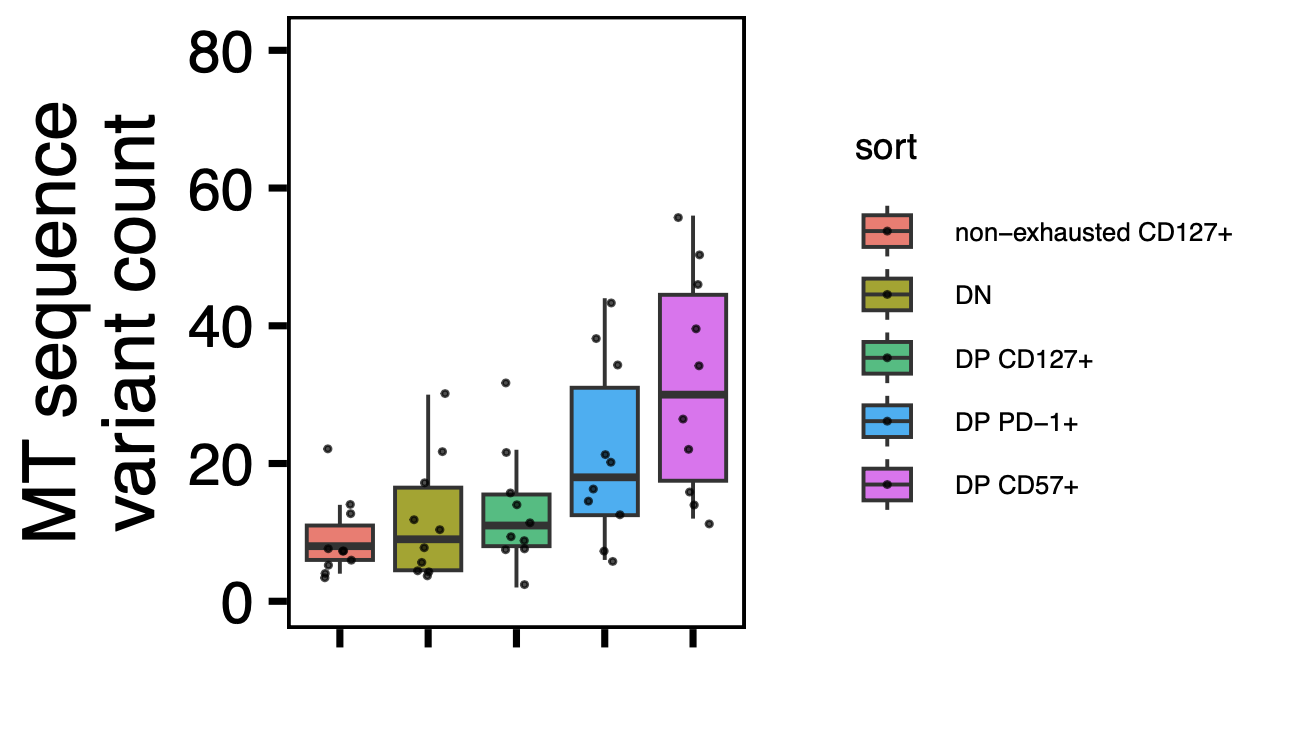 MT sequence
variant count
80
60
40
20
0
sort
non−exhausted CD127+
DN
DP CD127+
DP PD−1+
DP CD57+